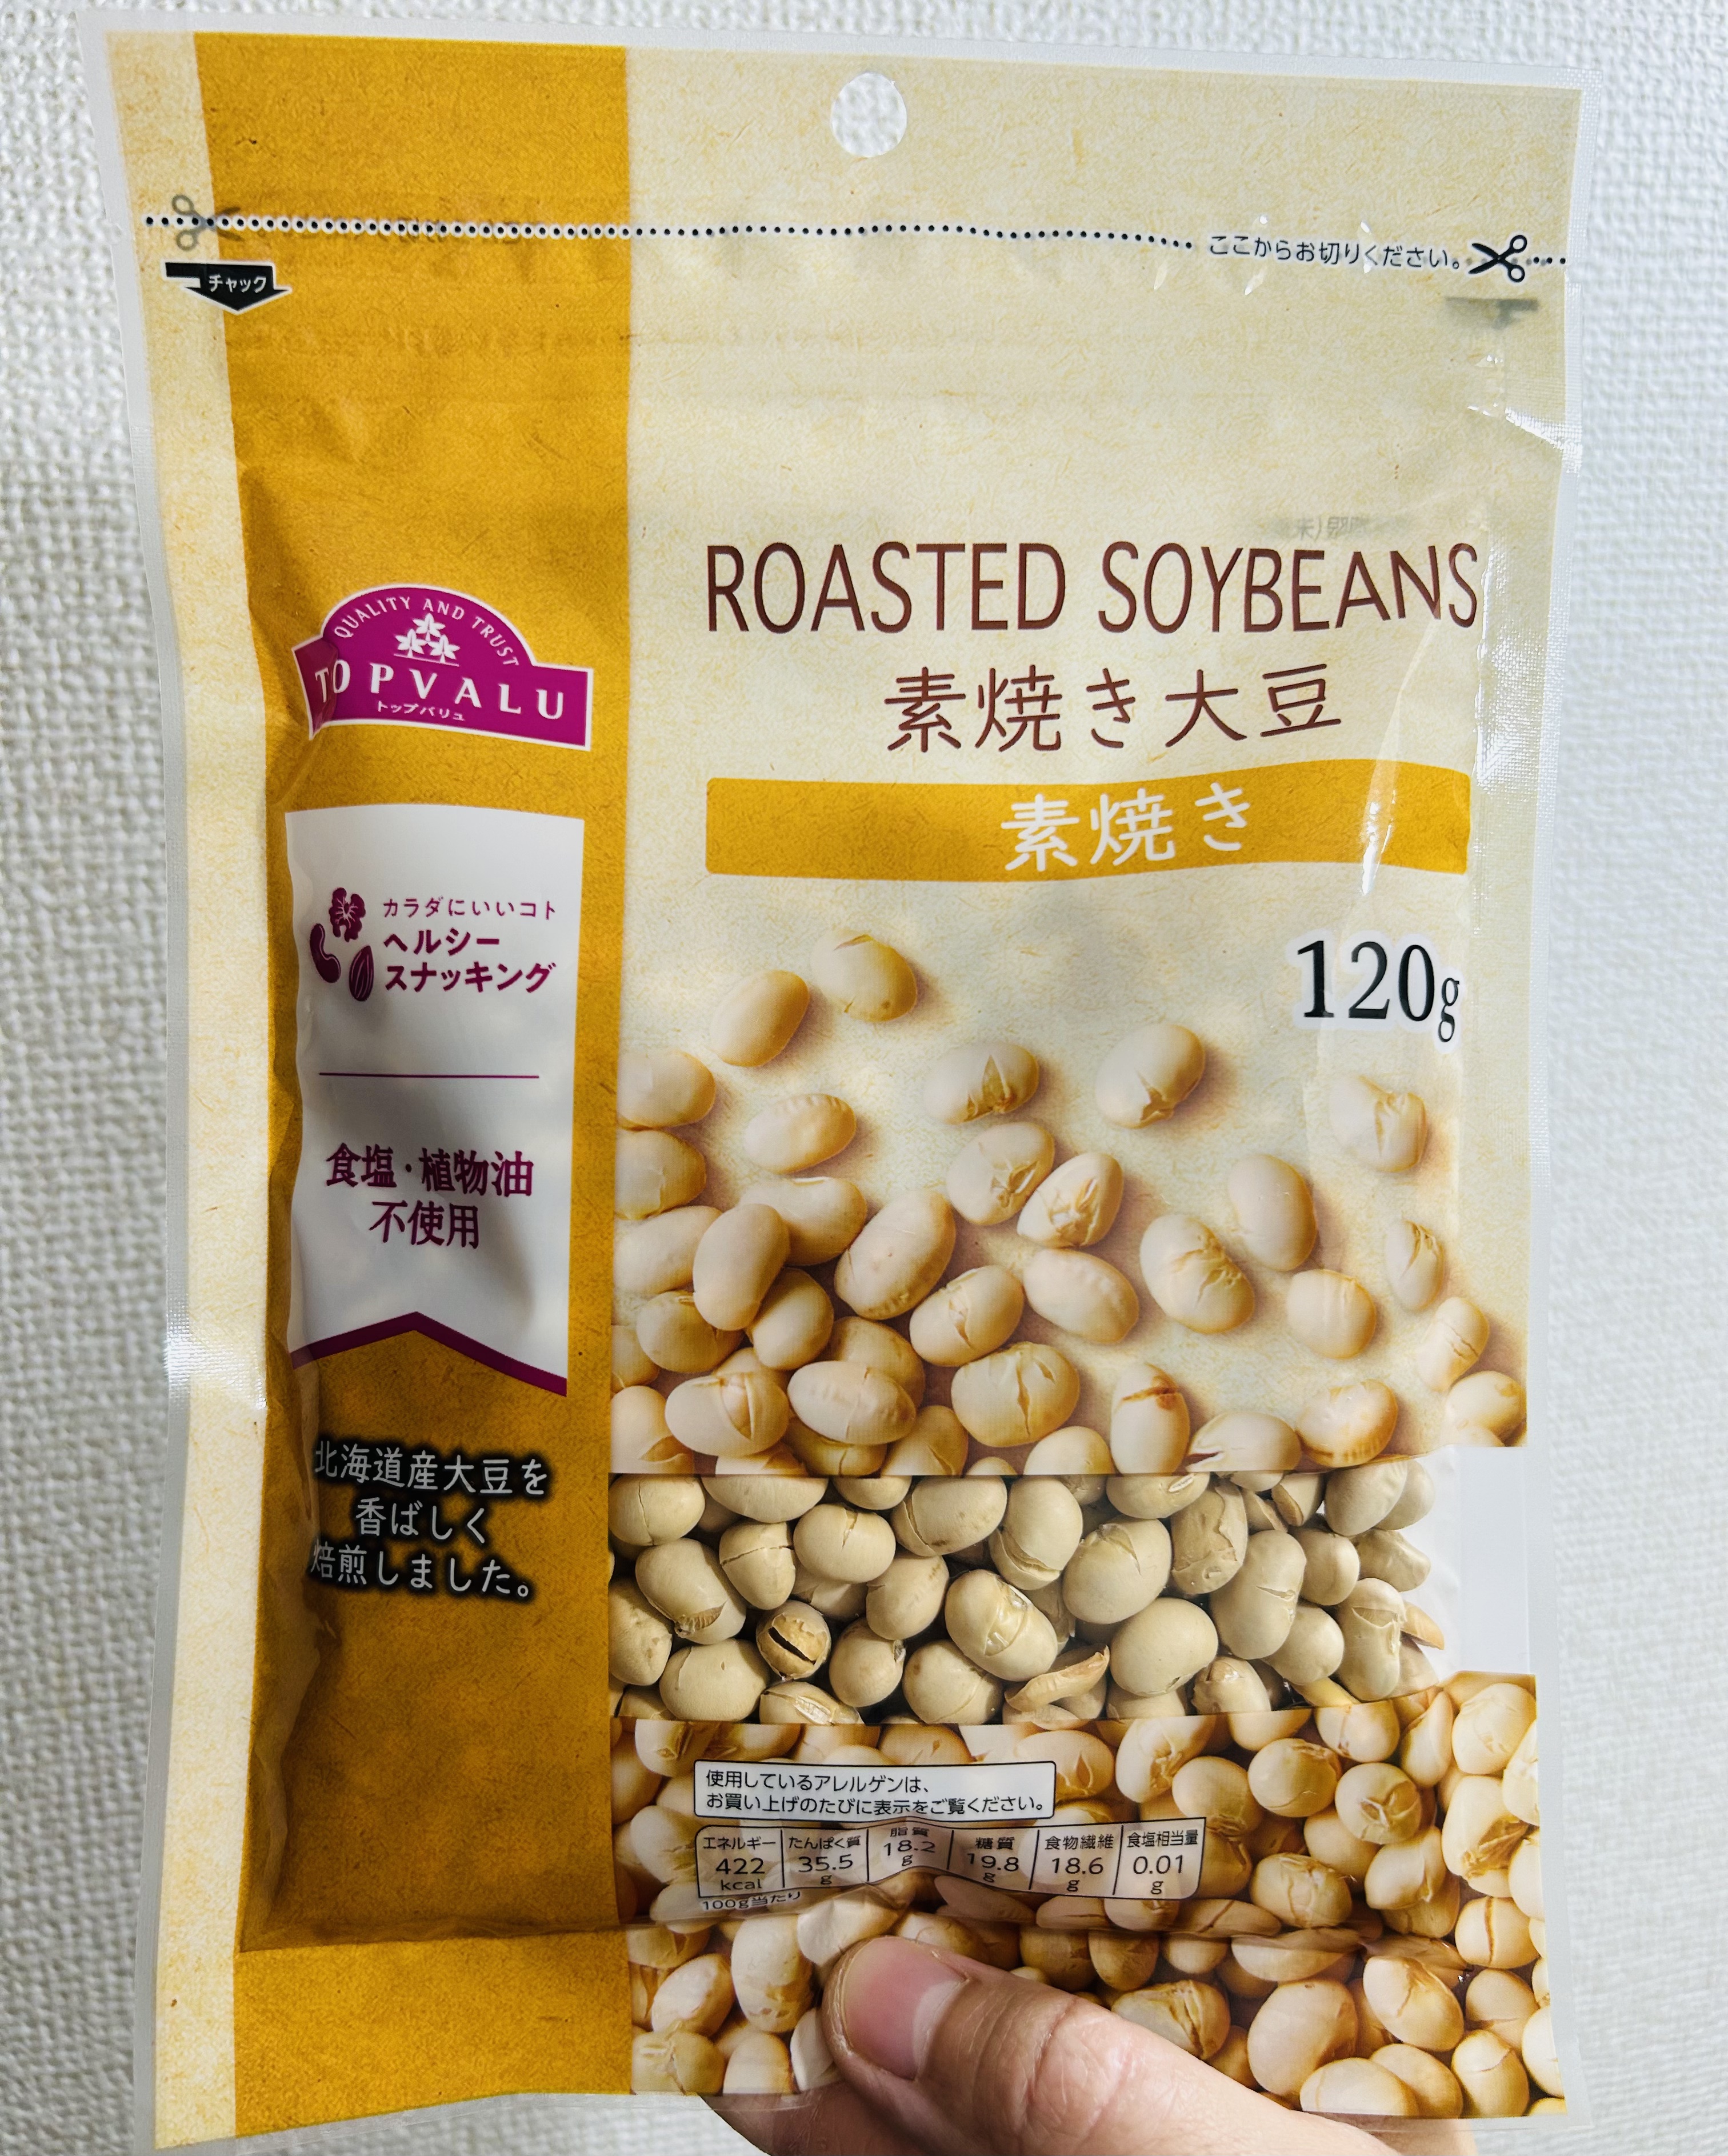 ここからお切りください。
チャック
ROASTED SOYBEANS
素焼き大豆
素焼き
120g
QUALITY AND TRUST
TOPVALU
トップバリュ
カラダにいいコト
ヘルシー
スナッキング
食塩・植物油
不使用
北海道産大豆を
香ばしく
焙煎しました。
使用しているアレルゲンは、
お買い上げのたびに表示をご覧ください。
エネルギー たんぱく質 脂質 糖質 食物繊維 食塩相当量
422 35.5 18.2 19.8 18.6 0.01
kcal g g g g g
100g当たり